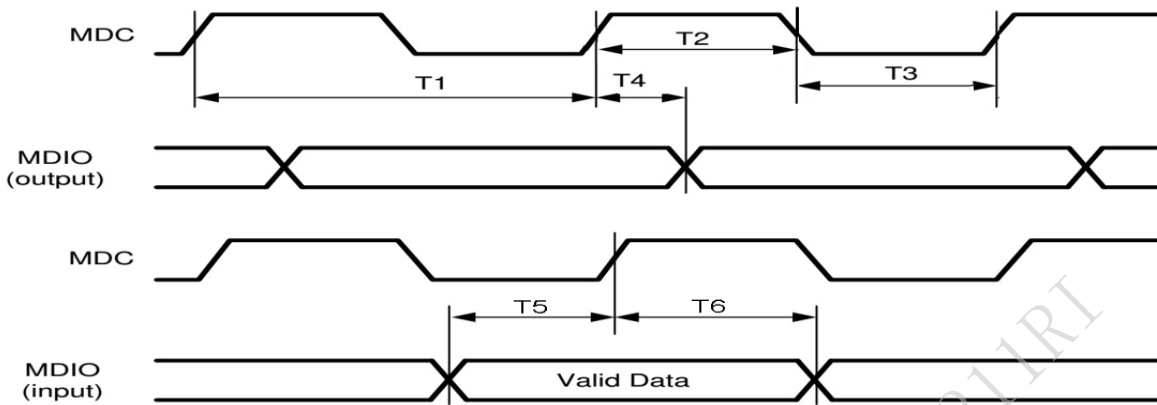 MDC
T1
T2
T3
T4
MDIO
(output)
MDC
T5
T6
MDIO
(input)
Valid Data